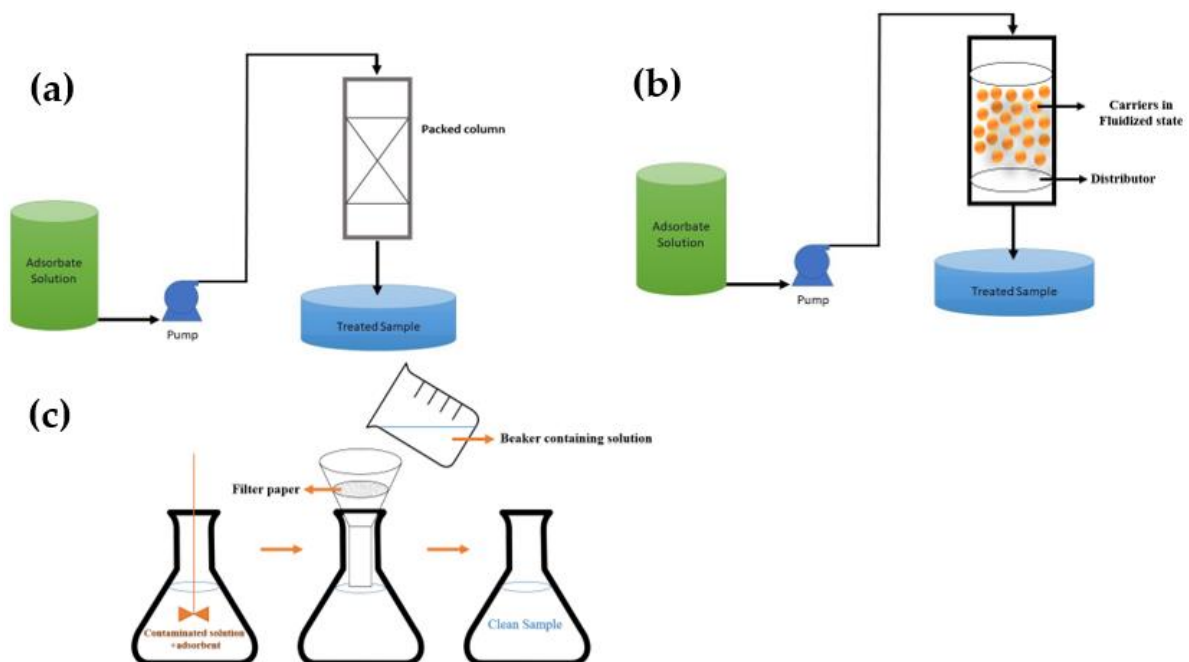 (a)
Adsorbate
Solution
Pump
Packed column
Treated Sample
(b)
Adsorbate
Solution
Pump
Carriers in
Fluidized state
Distributor
Treated Sample
(c)
Beaker containing solution
Filter paper
Contaminated solution
+adsorbent
Clean Sample